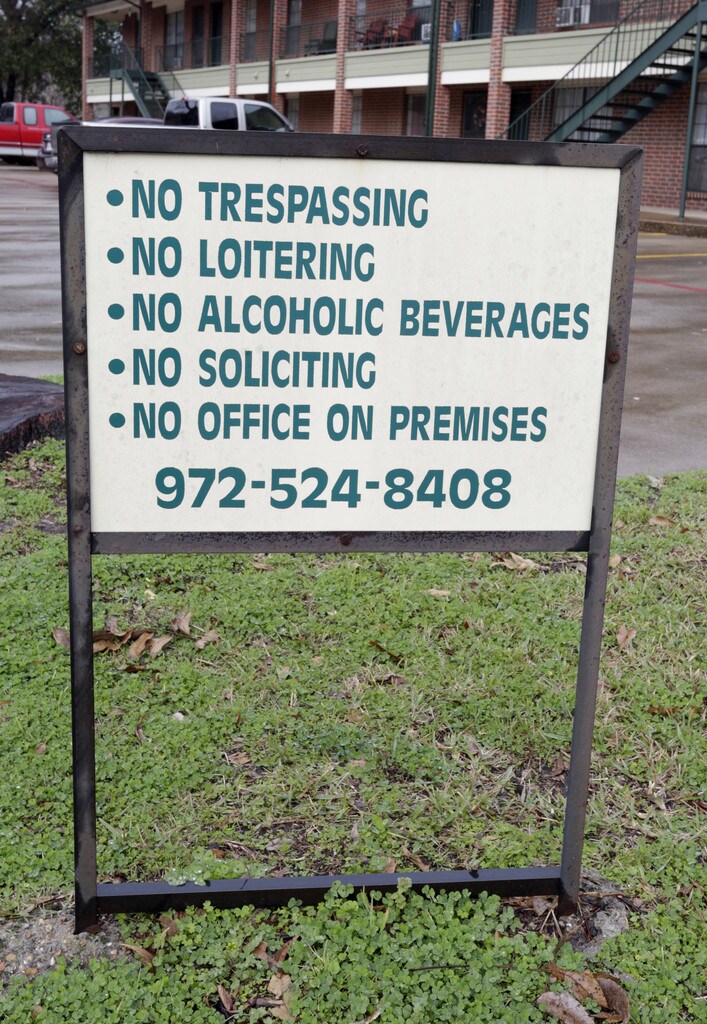 • NO TRESPASSING
• NO LOITERING
• NO ALCOHOLIC BEVERAGES
• NO SOLICITING
• NO OFFICE ON PREMISES
972-524-8408